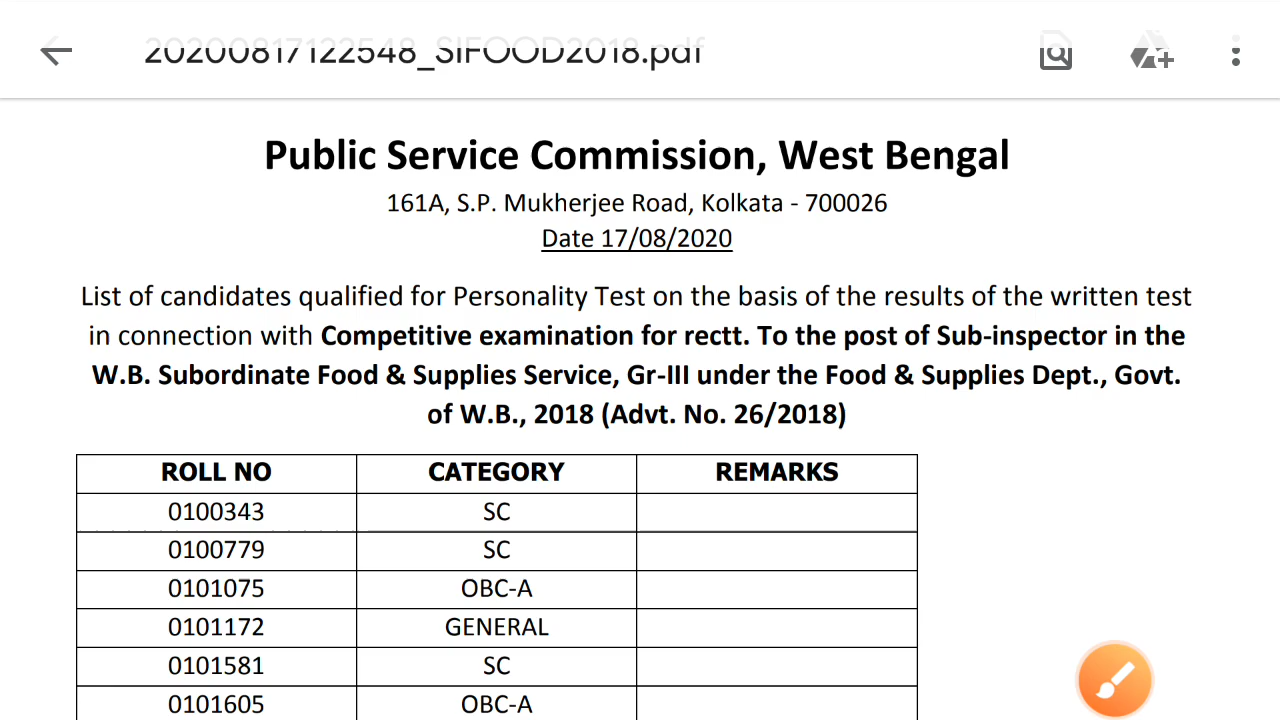 20200817122548_SIFOOD2018.pdf
Public Service Commission, West Bengal
161A, S.P. Mukherjee Road, Kolkata - 700026
Date 17/08/2020
List of candidates qualified for Personality Test on the basis of the results of the written test
in connection with Competitive examination for rectt. To the post of Sub-inspector in the
W.B. Subordinate Food & Supplies Service, Gr-III under the Food & Supplies Dept., Govt.
of W.B., 2018 (Advt. No. 26/2018)
ROLL NO CATEGORY REMARKS
0100343 SC
0100779 SC
0101075 OBC-A
0101172 GENERAL
0101581 SC
0101605 OBC-A